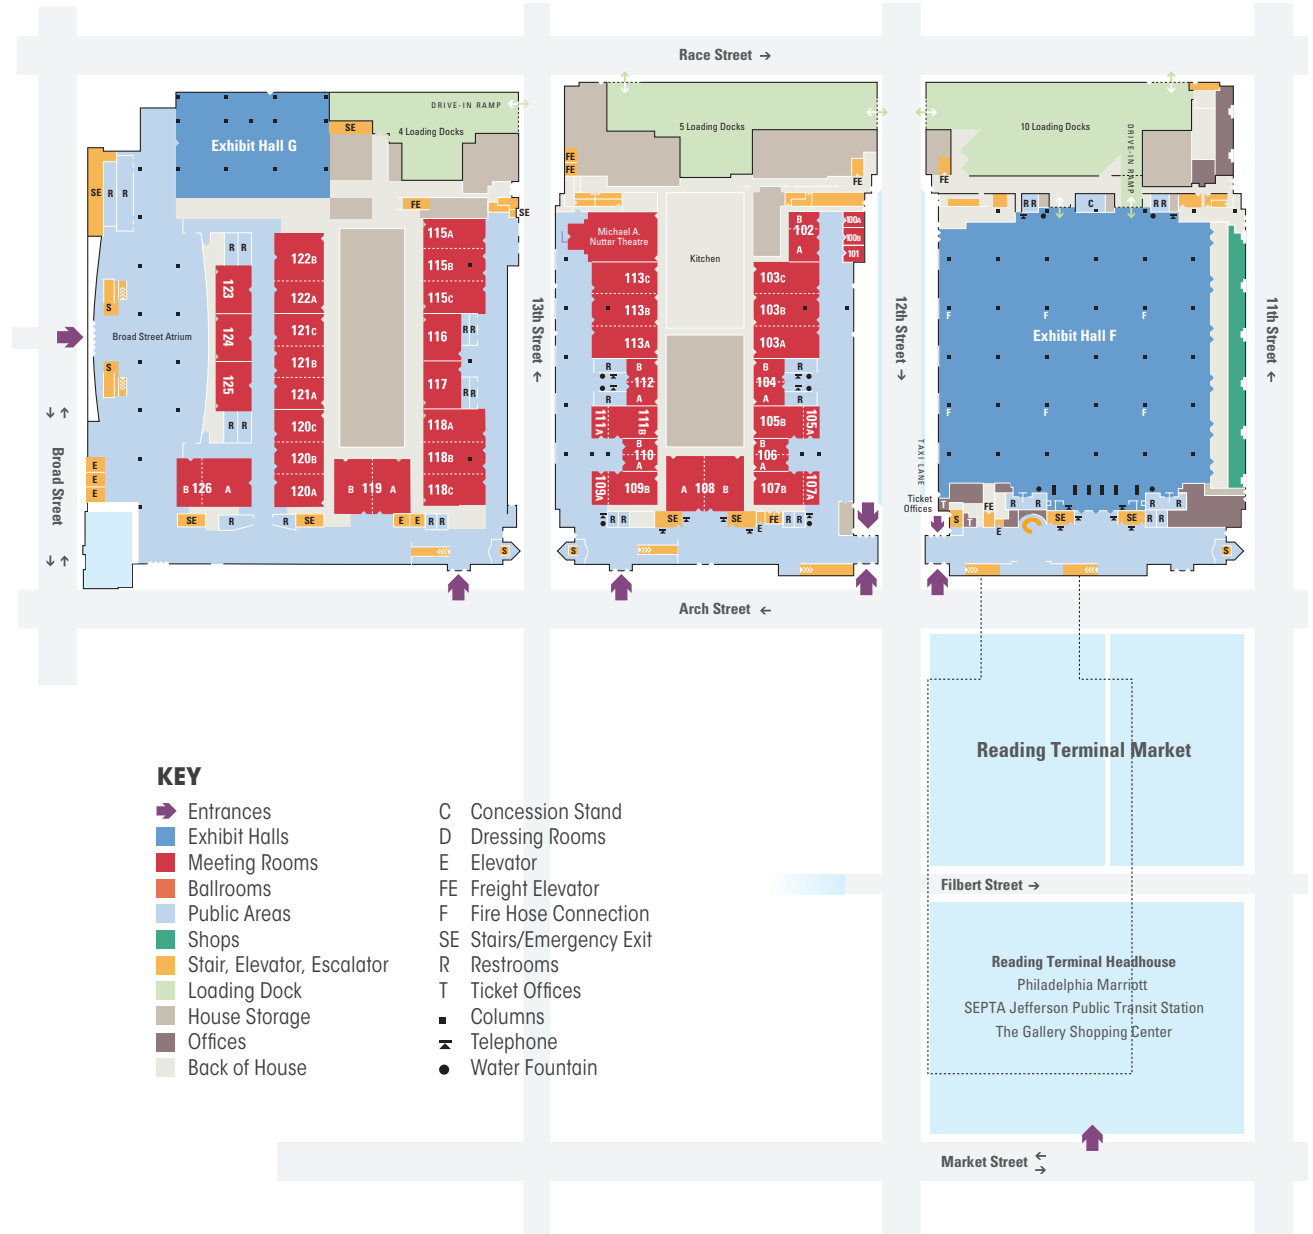 Race Street →
DRIVE-IN RAMP
4 Loading Docks
5 Loading Docks
10 Loading Docks
DRIVE-IN RAMP
Exhibit Hall G
SE
SE R R
FE
SE
FE
FE
FE
FE
R R
C
R R
115A
115B
115C
116
R R
117
R R
118A
118B
118C
R R
122B
122A
121C
121B
121A
120C
120B
120A
123
124
125
R R
S
Broad Street Atrium
S
E
E
E
B 126 A
B 119 A
SE
R
R
SE
E E R R
S
Michael A.
Nutter Theatre
Kitchen
B
102
A
100A
100B
101
113C
113B
113A
103C
103B
103A
R
B
112
A
R
R
B
104
A
R
111A
111B
105B
105A
B
110
A
B
106
A
109A
109B
A 108 B
107B
107A
R R
SE
SE
FE
R R
E
S
13th Street →
12th Street →
11th Street →
Broad Street
F F F
Exhibit Hall F
F F F
TAXI LANE
Ticket
Offices
T
S
T
FE
E
R
R
SE
SE
R
R
R
S
Arch Street ←
Reading Terminal Market
Filbert Street →
Reading Terminal Headhouse
Philadelphia Marriott
SEPTA Jefferson Public Transit Station
The Gallery Shopping Center
Market Street
KEY
Entrances
Exhibit Halls
Meeting Rooms
Ballrooms
Public Areas
Shops
Stair, Elevator, Escalator
Loading Dock
House Storage
Offices
Back of House
C Concession Stand
D Dressing Rooms
E Elevator
FE Freight Elevator
F Fire Hose Connection
SE Stairs/Emergency Exit
R Restrooms
T Ticket Offices
Columns
Telephone
Water Fountain